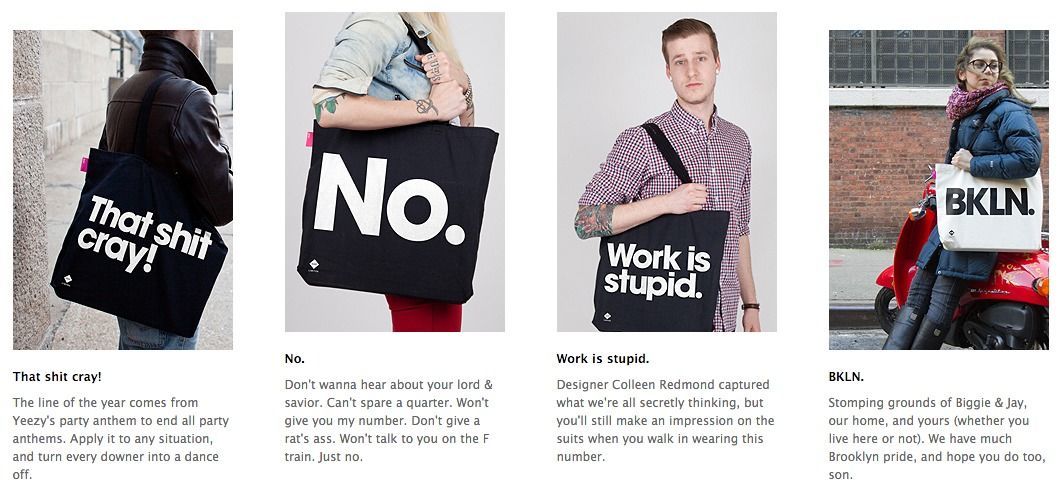 That shit
cray!
No.
Work is
stupid.
BKLN.
That shit cray!
The line of the year comes from
Yeezy's party anthem to end all party
anthems. Apply it to any situation,
and turn every downer into a dance
off.
No.
Don't wanna hear about your lord &
savior. Can't spare a quarter. Won't
give you my number. Don't give a
rat's ass. Won't talk to you on the F
train. Just no.
Work is stupid.
Designer Colleen Redmond captured
what we're all secretly thinking, but
you'll still make an impression on the
suits when you walk in wearing this
number.
BKLN.
Stomping grounds of Biggie & Jay,
our home, and yours (whether you
live here or not). We have much
Brooklyn pride, and hope you do too,
son.